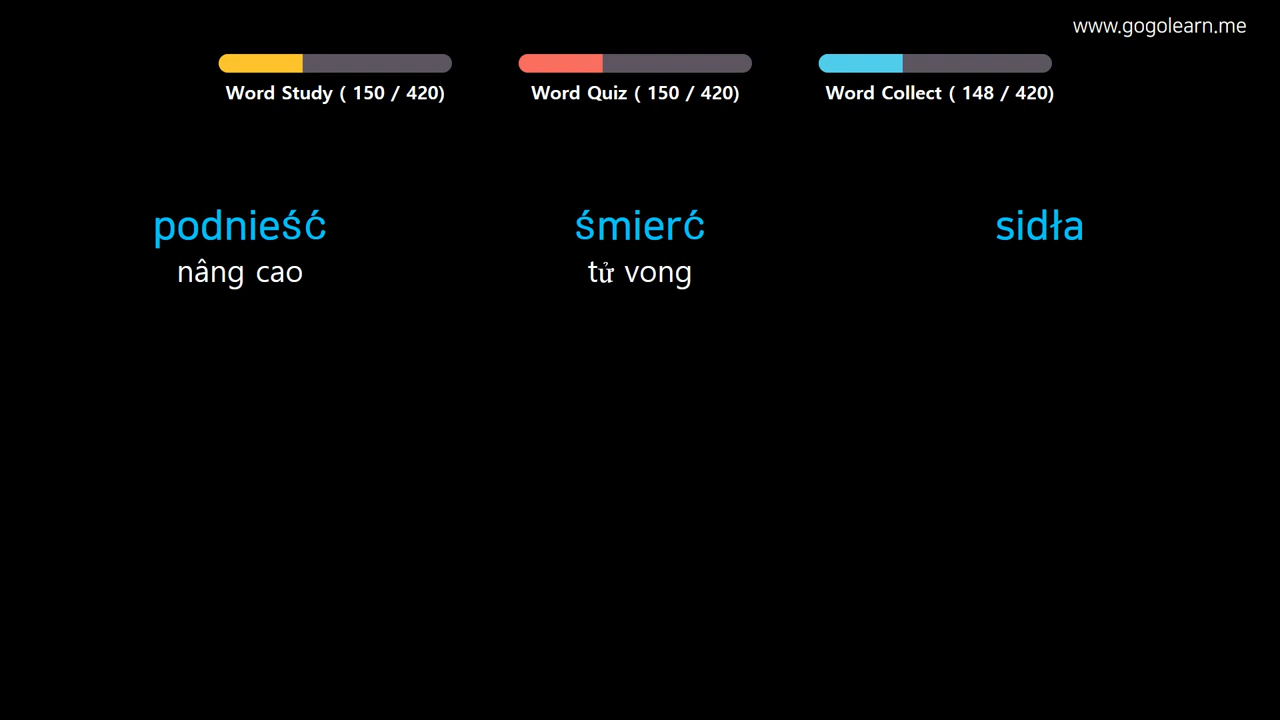 www.gogolearn.me
Word Study ( 150 / 420)
Word Quiz ( 150 / 420)
Word Collect ( 148 / 420)
podnieść
nâng cao
śmierć
tử vong
sidła